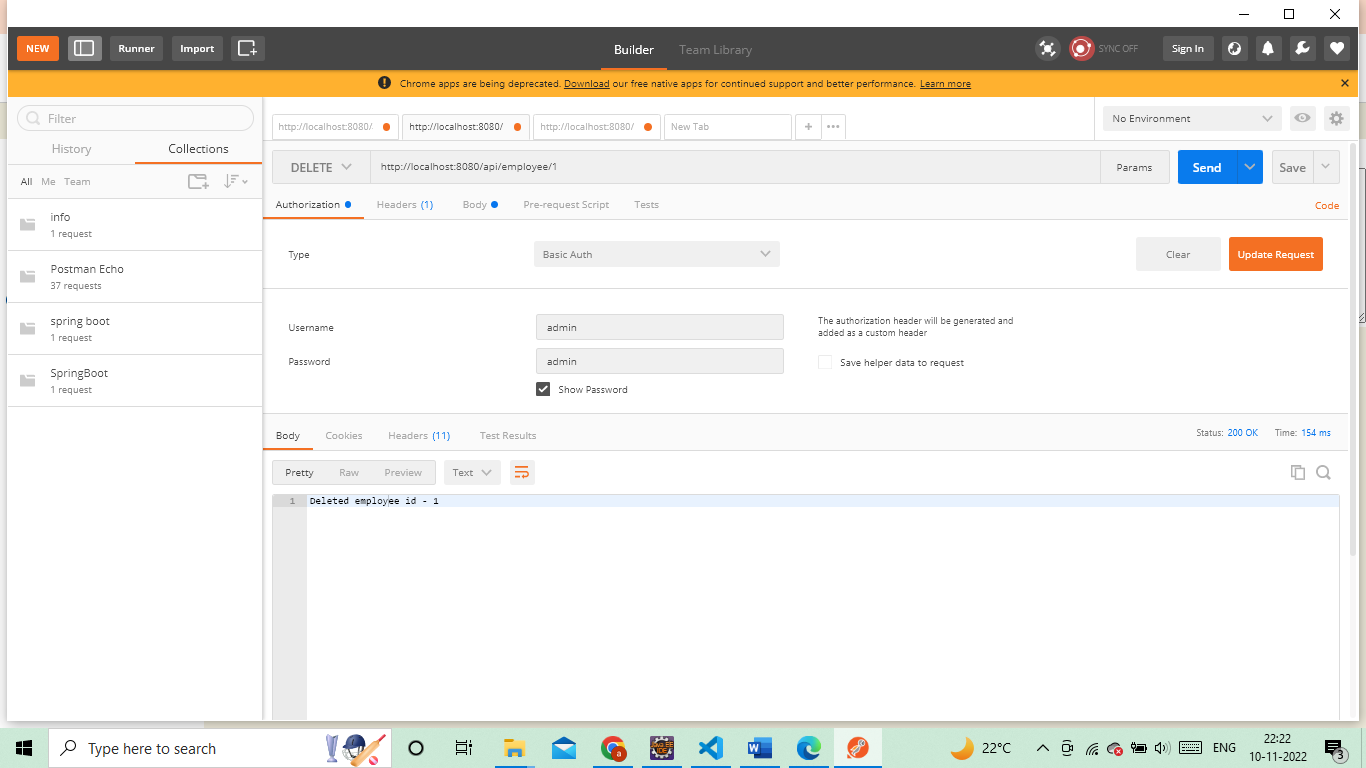 NEW Runner Import Builder Team Library SYNC OFF Sign In
Chrome apps are being deprecated. Download our free native apps for continued support and better performance. Learn more
Filter
History Collections
All Me Team
info
1 request
Postman Echo
37 requests
spring boot
1 request
SpringBoot
1 request
http://localhost:8080/ http://localhost:8080/ http://localhost:8080/ New Tab + ••• No Environment
DELETE http://localhost:8080/api/employee/1 Params Send Save
Authorization Headers (1) Body Pre-request Script Tests Code
Type Basic Auth Clear Update Request
Username admin
Password admin
Show Password
The authorization header will be generated and
added as a custom header
Save helper data to request
Body Cookies Headers (11) Test Results Status: 200 OK Time: 154 ms
Pretty Raw Preview Text
1 Deleted employee id - 1
Type here to search
22°C ENG
22:22
10-11-2022
3